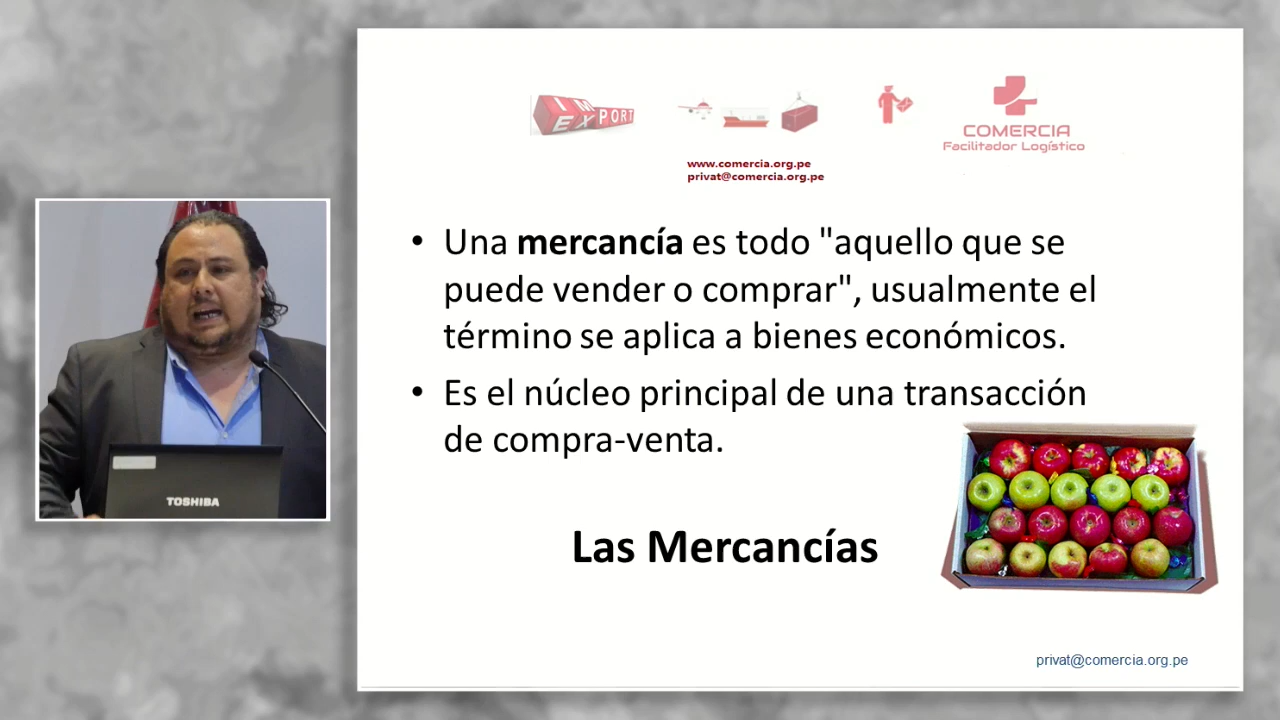 IM
EXPORT
COMERCIA
Facilitador Logístico
www.comercia.org.pe
privat@comercia.org.pe
• Una mercancía es todo "aquello que se
puede vender o comprar", usualmente el
término se aplica a bienes económicos.
• Es el núcleo principal de una transacción
de compra-venta.
Las Mercancías
privat@comercia.org.pe
TOSHIBA